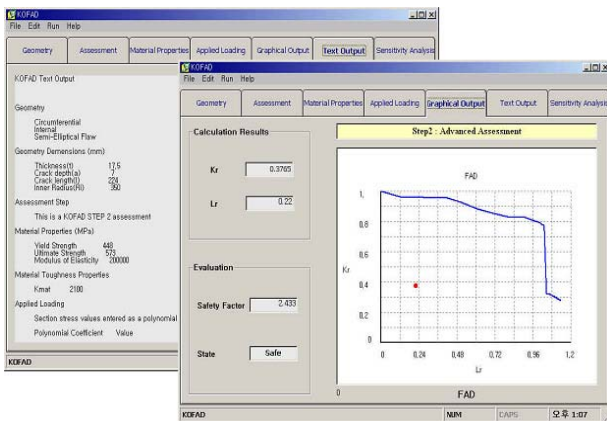 KOFAD
File Edit Run Help
Geometry Assessment Material Properties Applied Loading Graphical Output Text Output Sensitivity Analysis
KOFAD Text Output
Geometry
Circumferential
Internal
Semi-Elliptical Flaw
Geometry Demensions (mm)
Thickness(t) 17,5
Crack depth(a) 7
Crack length(l) 224
Inner Radius(Ri) 350
Assessment Step
This is a KOFAD STEP 2 assessment
Material Properties (MPa)
Yield Strength 448
Ultimate Strength 573
Modulus of Elasticity 200000
Material Toughness Properties
Kmat 2100
Applied Loading
Section stress values entered as a polynomial
Polynomial Coefficient Value
KOFAD
KOFAD
File Edit Run Help
Geometry Assessment Material Properties Applied Loading Graphical Output Text Output Sensitivity Analysis
Calculation Results
Kr 0.3765
Lr 0.22
Evaluation
Safety Factor 2.433
State Safe
Step2 : Advanced Assessment
FAD
1,
0,8
0,6
Kr
0,4
0,2
0
0 0,24 0,48 0,72 0,96 1,2
Lr
0 FAD
KOFAD NUM CAPS 오후 1:07